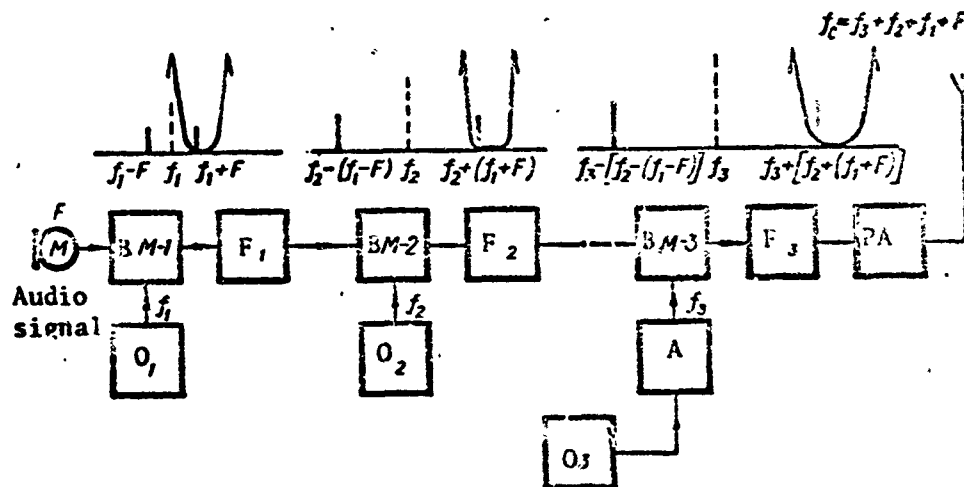 f_c = f_3 + f_2 + f_1 + F
f_1-F f_1 f_1+F f_2-(f_1-F) f_2 f_2+(f_1+F) f_3-[f_2-(f_1-F)] f_3 f_3+[f_2+(f_1+F)]
F
M BM-1 F_1 BM-2 F_2 BM-3 F_3 PA
Audio
signal
f_1 f_2 f_3
O_1 O_2 A
O3